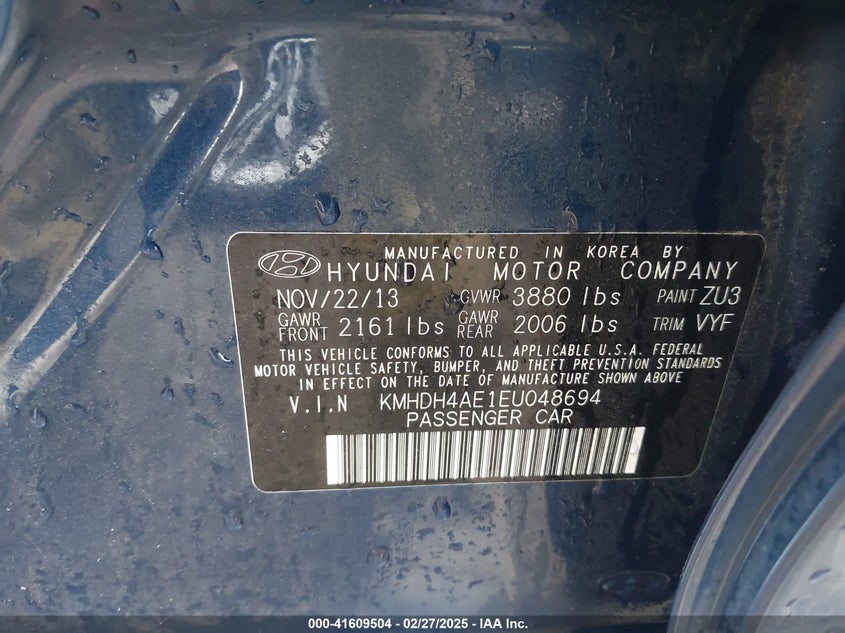 MANUFACTURED IN KOREA BY
HYUNDAI MOTOR COMPANY
NOV/22/13 GVWR 3880 lbs PAINT ZU3
GAWR FRONT 2161 lbs GAWR REAR 2006 lbs TRIM VYF
THIS VEHICLE CONFORMS TO ALL APPLICABLE U.S.A. FEDERAL
MOTOR VEHICLE SAFETY, BUMPER, AND THEFT PREVENTION STANDARDS
IN EFFECT ON THE DATE OF MANUFACTURE SHOWN ABOVE
V.I.N KMHDH4AE1EU048694
PASSENGER CAR
000-41609504 - 02/27/2025 - IAA Inc.